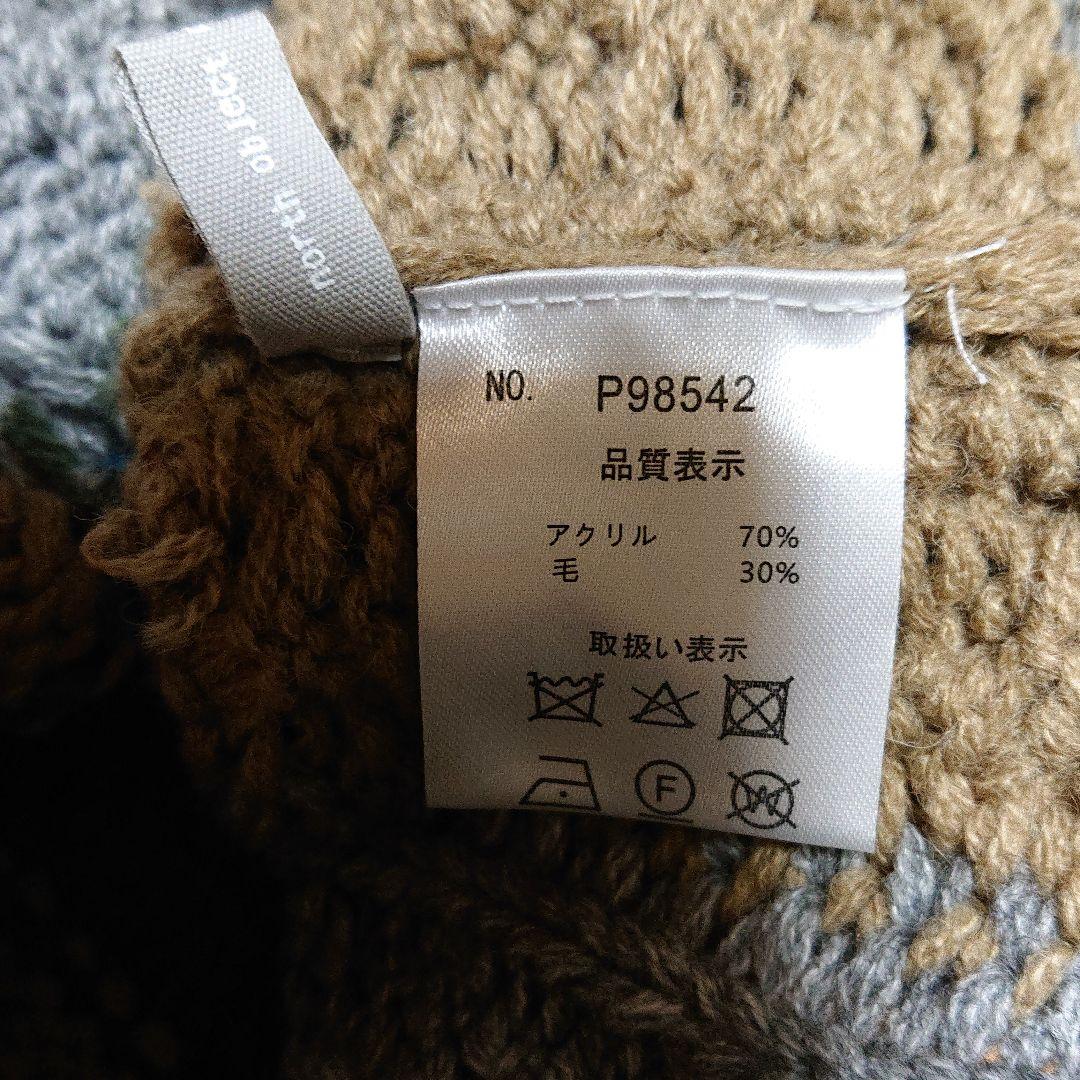 north object
NO. P98542
品質表示
アクリル 70%
毛 30%
取扱い表示
F
W